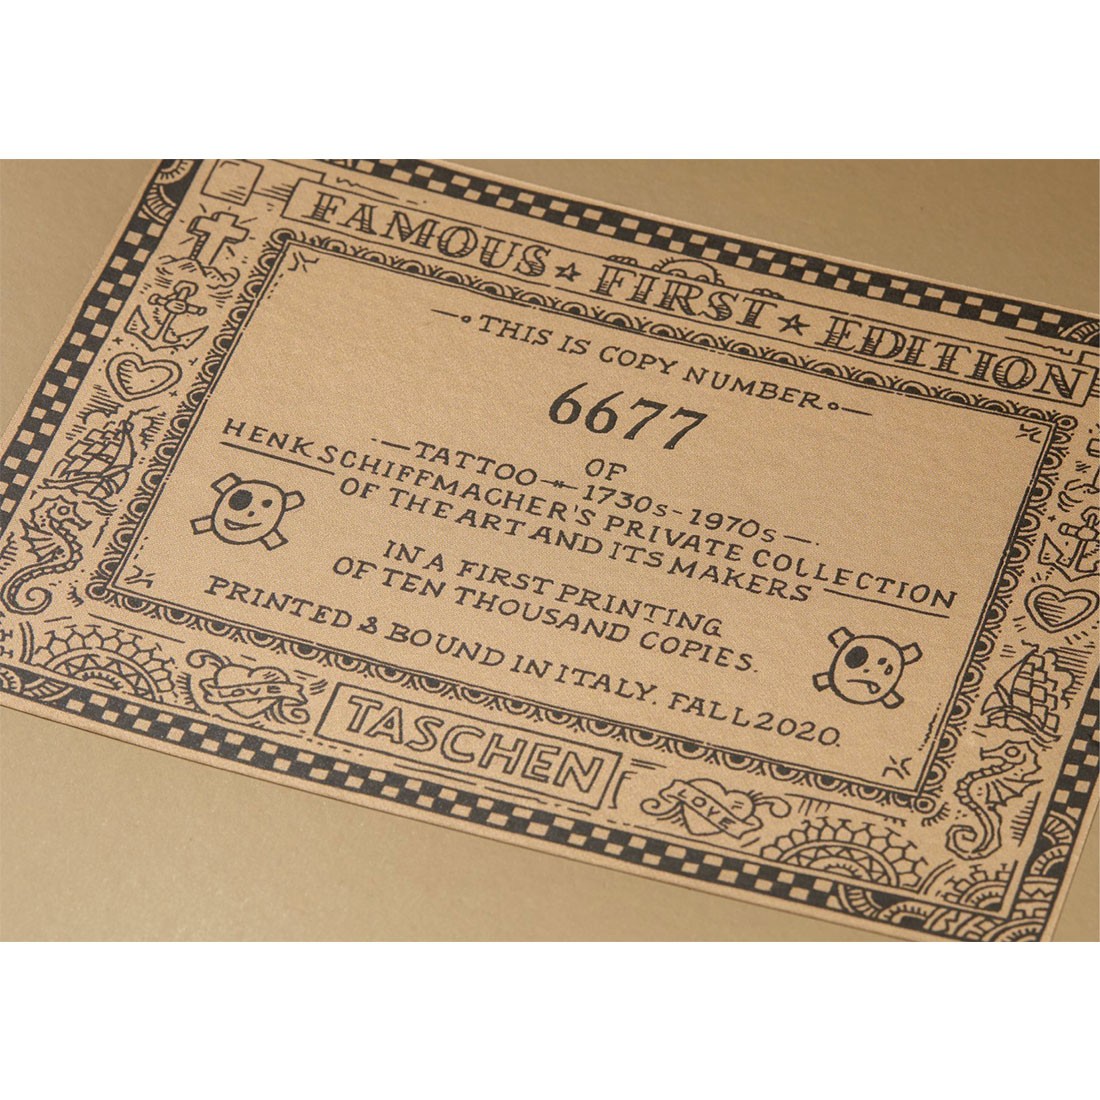 FAMOUS ☆ FIRST ☆ EDITION
THIS IS COPY NUMBER
6677
OF
TATTOO 1730s-1970s
HENK SCHIFFMACHER'S PRIVATE COLLECTION
OF THE ART AND ITS MAKERS
IN A FIRST PRINTING
OF TEN THOUSAND COPIES.
PRINTED & BOUND IN ITALY. FALL 2020.
LOVE
TASCHEN
LOVE